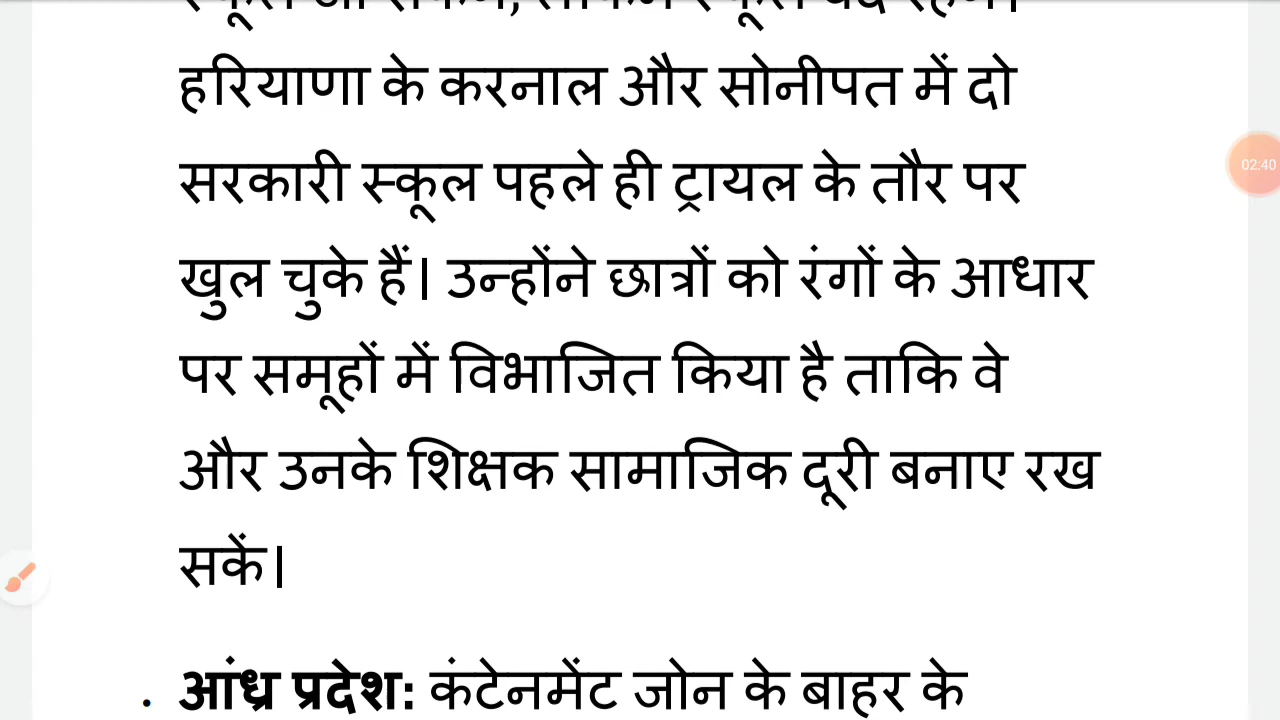 हरियाणा के करनाल और सोनीपत में दो
सरकारी स्कूल पहले ही ट्रायल के तौर पर
खुल चुके हैं। उन्होंने छात्रों को रंगों के आधार
पर समूहों में विभाजित किया है ताकि वे
और उनके शिक्षक सामाजिक दूरी बनाए रख
सकें।
• आंध्र प्रदेश: कंटेनमेंट जोन के बाहर के
02:40